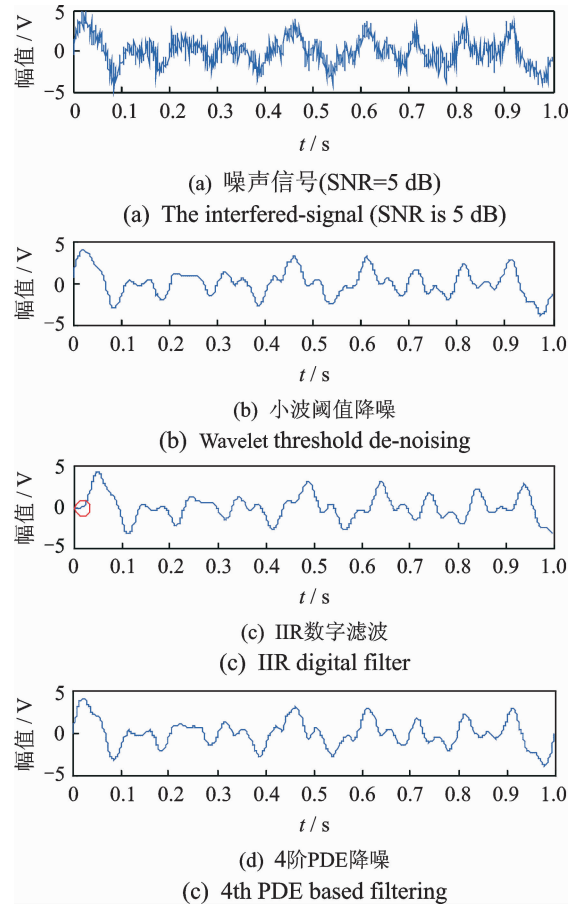 5
0
−5
幅值 / V
0 0.1 0.2 0.3 0.4 0.5 0.6 0.7 0.8 0.9 1.0
t / s
(a) 噪声信号(SNR=5 dB)
(a) The interfered-signal (SNR is 5 dB)
5
0
−5
幅值 / V
0 0.1 0.2 0.3 0.4 0.5 0.6 0.7 0.8 0.9 1.0
t / s
(b) 小波阈值降噪
(b) Wavelet threshold de-noising
5
0
−5
幅值 / V
0 0.1 0.2 0.3 0.4 0.5 0.6 0.7 0.8 0.9 1.0
t / s
(c) IIR数字滤波
(c) IIR digital filter
5
0
−5
幅值 / V
0 0.1 0.2 0.3 0.4 0.5 0.6 0.7 0.8 0.9 1.0
t / s
(d) 4阶PDE降噪
(c) 4th PDE based filtering